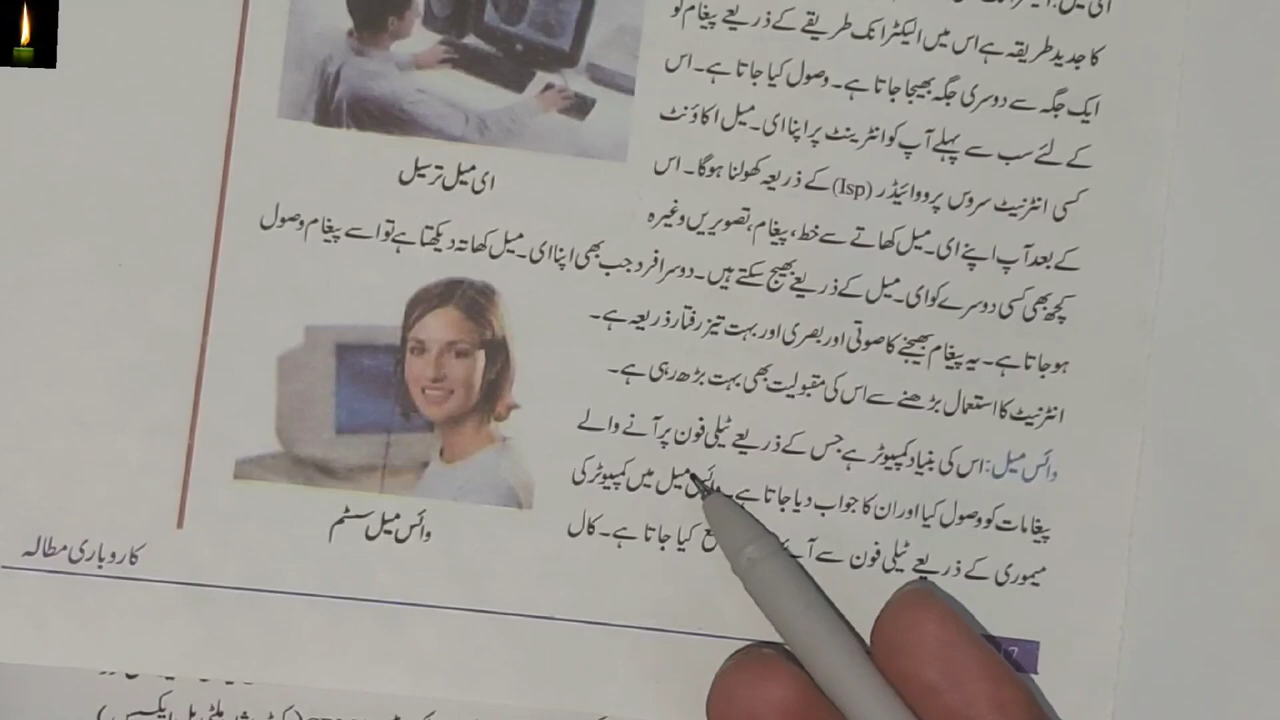 کا جدید طریقہ ہے اس میں الیکٹرانک طریقے کے ذریعے پیغام کو
ایک جگہ سے دوسری جگہ بھیجا جاتا ہے۔ وصول کیا جاتا ہے۔ اس
کے لئے سب سے پہلے آپ کو انٹرینٹ پر اپنا ای۔میل اکاؤنٹ
کسی انٹرنیٹ سروس پرووائیڈر (Isp) کے ذریعہ کھولنا ہوگا۔ اس
کے بعد آپ اپنے ای۔میل کھاتے سے خط، پیغام، تصویریں وغیرہ
کچھ بھی کسی دوسرے کو ای۔میل کے ذریعے بھیج سکتے ہیں۔ دوسرا فرد جب بھی اپنا ای۔میل کھاتہ دیکھتا ہے تو اسے پیغام وصول
ہو جاتا ہے۔ یہ پیغام بھیجنے کا صوتی اور بصری اور بہت تیز رفتار ذریعہ ہے۔
انٹرنیٹ کا استعمال بڑھنے سے اس کی مقبولیت بھی بہت بڑھ رہی ہے۔
وائس میل: اس کی بنیاد کمپیوٹر ہے جس کے ذریعے ٹیلی فون پر آنے والے
پیغامات کو وصول کیا اور ان کا جواب دیا جاتا ہے۔ وائس میل میں کمپیوٹر کی
میموری کے ذریعے ٹیلی فون سے آئے کیا جاتا ہے۔ کال
ای میل ترسیل
وائس میل سسٹم
کاروباری مطالعہ
7